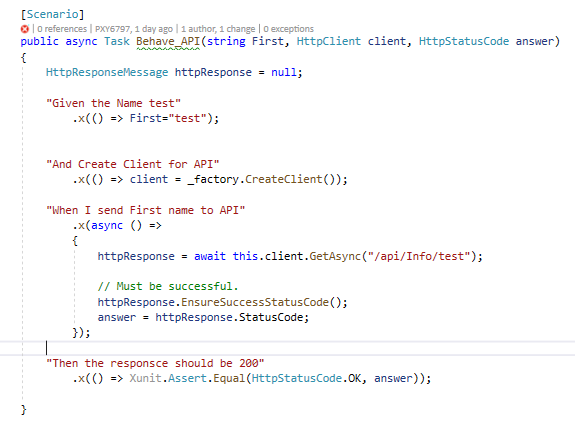 [Scenario]
| 0 references | PXY6797, 1 day ago | 1 author, 1 change | 0 exceptions
public async Task Behave_API(string First, HttpClient client, HttpStatusCode answer)
{
HttpResponseMessage httpResponse = null;
"Given the Name test"
.x(() => First="test");
"And Create Client for API"
.x(() => client = _factory.CreateClient());
"When I send First name to API"
.x(async () =>
{
httpResponse = await this.client.GetAsync("/api/Info/test");
// Must be successful.
httpResponse.EnsureSuccessStatusCode();
answer = httpResponse.StatusCode;
});
"Then the responsce should be 200"
.x(() => Xunit.Assert.Equal(HttpStatusCode.OK, answer));
}